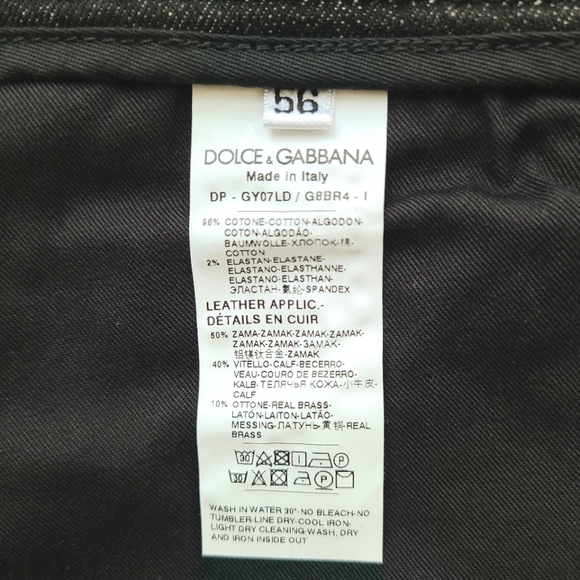 56
DOLCE & GABBANA
Made in Italy
DP - GY07LD / G8BR4 - I
98% COTONE-COTTON-ALGODON-
COTON-ALGODÃO-
BAUMWOLLE-ХЛОПОК-棉-
COTTON
2% ELASTAN-ELASTANE-
ELASTANO-ELASTHANNE-
ELASTANO-ELASTHAN-
ЭЛАСТАН-氨纶-SPANDEX
LEATHER APPLIC.-
DÉTAILS EN CUIR
50% ZAMA-ZAMAK-ZAMAK-ZAMAK-
ZAMAK-ZAMAK-ЗАМАК-
铝镁钛合金-ZAMAK
40% VITELLO-CALF-BECERRO-
VEAU-COURO DE BEZERRO-
KALB-ТЕЛЯЧЬЯ КОЖА-小牛皮-
CALF
10% OTTONE-REAL BRASS-
LATÓN-LAITON-LATÃO-
MESSING-ЛАТУНЬ-黄铜-REAL
BRASS
30 P
30 P
WASH IN WATER 30°-NO BLEACH-NO
TUMBLER-LINE DRY-COOL IRON-
LIGHT DRY CLEANING-WASH, DRY
AND IRON INSIDE OUT